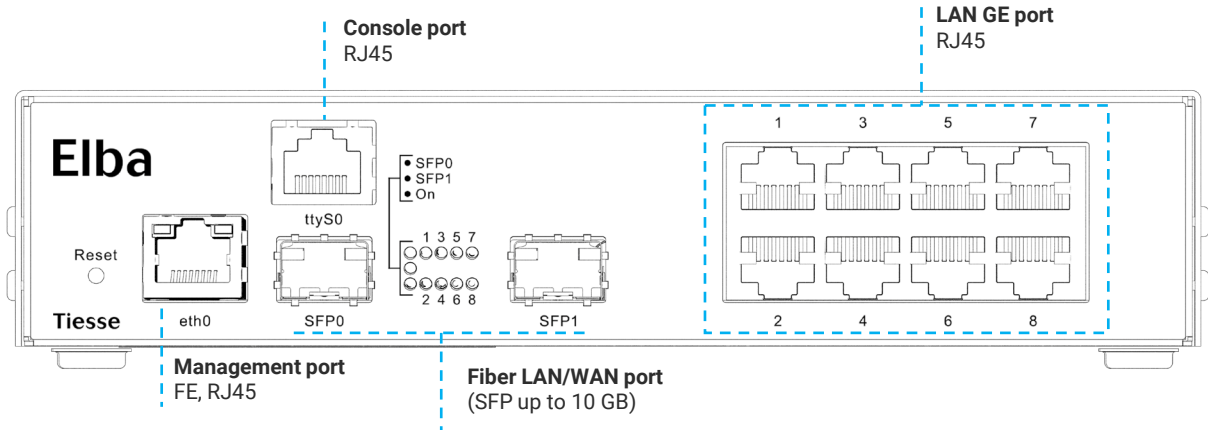 Console port
RJ45
LAN GE port
RJ45
1 3 5 7
Elba
SFP0
SFP1
On
ttyS0
1 3 5 7
Reset
2 4 6 8
Tiesse
eth0
SFP0
SFP1
2 4 6 8
Management port
FE, RJ45
Fiber LAN/WAN port
(SFP up to 10 GB)